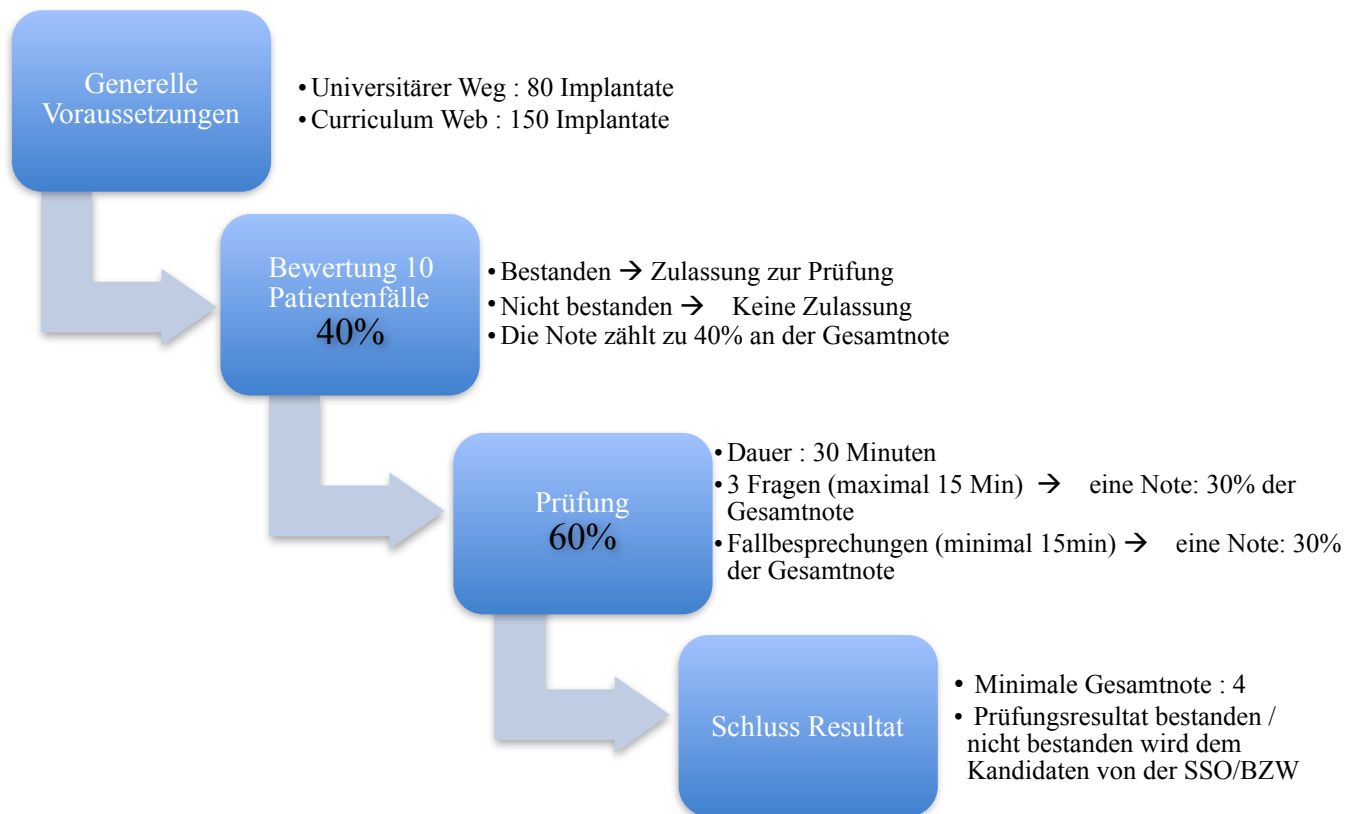 Generelle
Voraussetzungen
• Universitärer Weg : 80 Implantate
• Curriculum Web : 150 Implantate
Bewertung 10
Patientenfälle
40%
• Bestanden → Zulassung zur Prüfung
• Nicht bestanden → Keine Zulassung
• Die Note zählt zu 40% an der Gesamtnote
Prüfung
60%
• Dauer : 30 Minuten
• 3 Fragen (maximal 15 Min) → eine Note: 30% der
Gesamtnote
• Fallbesprechungen (minimal 15min) → eine Note: 30%
der Gesamtnote
Schluss Resultat
• Minimale Gesamtnote : 4
• Prüfungsresultat bestanden /
nicht bestanden wird dem
Kandidaten von der SSO/BZW